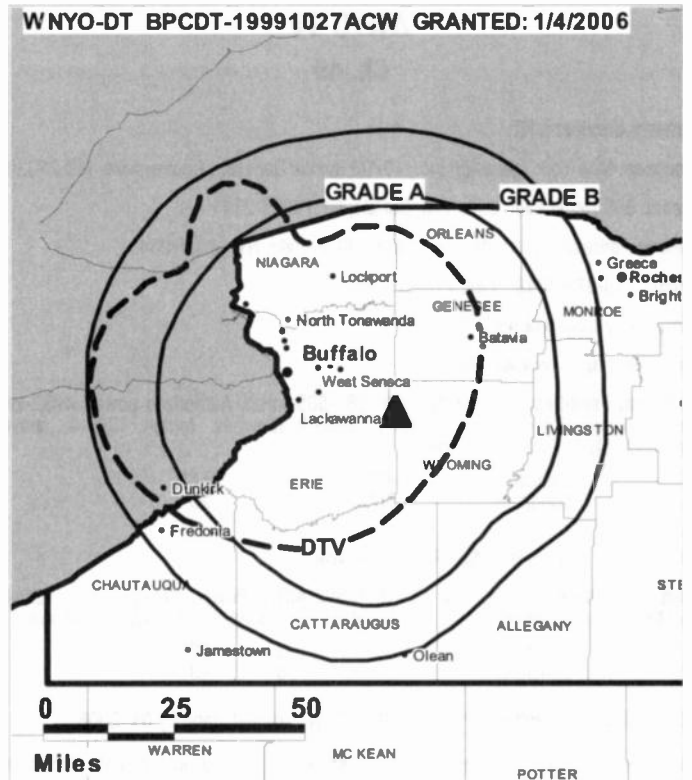 WNYO-DT BPCDT-19991027ACW GRANTED: 1/4/2006
GRADE A
GRADE B
ORLEANS
NIAGARA
Greece
Lockport
Roches
Bright
GENESEE
MONROE
North Tonawanda
Batavia
Buffalo
West Seneca
Lackawanna
LIVINGSTON
WYOMING
ERIE
Dunkirk
Fredonia
DTV
CHAUTAUQUA
STE
CATTARAUGUS
ALLEGANY
Jamestown
Olean
0 25 50
Miles
WARREN
MC KEAN
POTTER